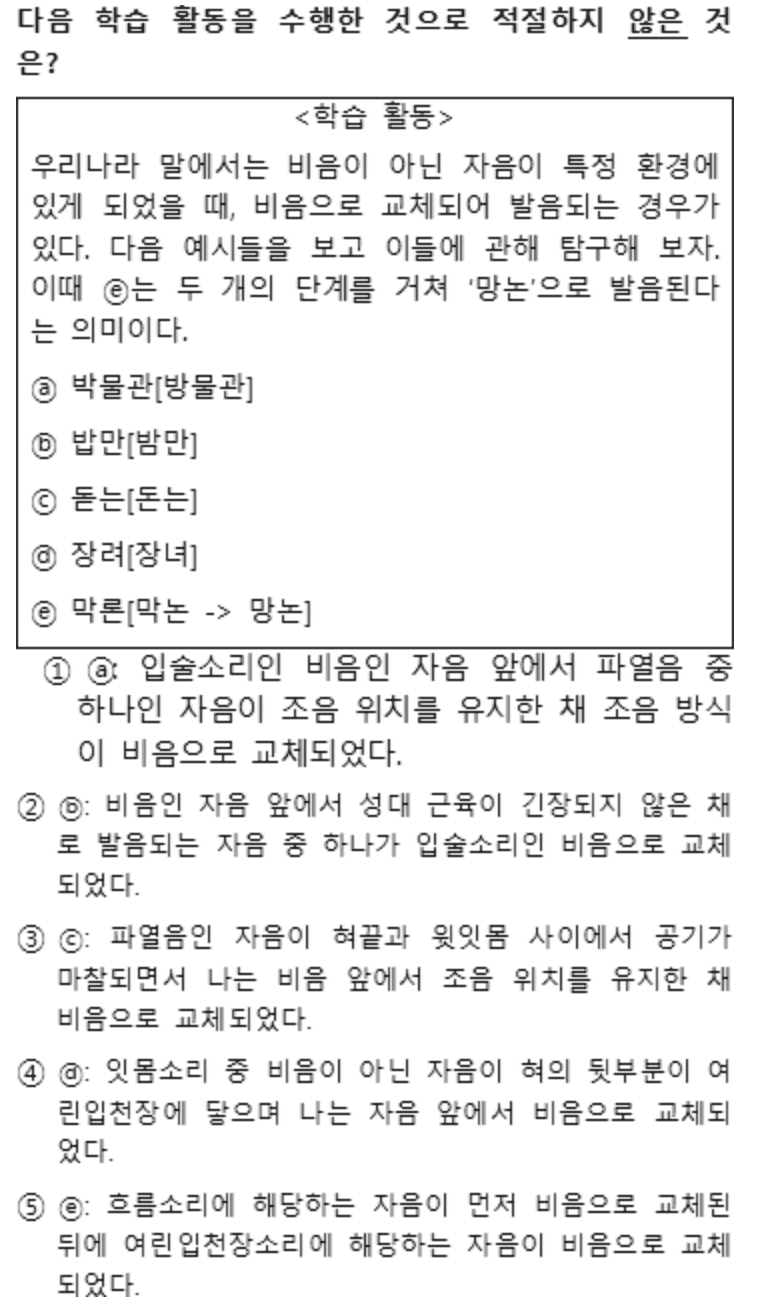 다음 학습 활동을 수행한 것으로 적절하지 않은 것
은?
<학습 활동>
우리나라 말에서는 비음이 아닌 자음이 특정 환경에
있게 되었을 때, 비음으로 교체되어 발음되는 경우가
있다. 다음 예시들을 보고 이들에 관해 탐구해 보자.
이때 ⓔ는 두 개의 단계를 거쳐 ‘망논’으로 발음된다
는 의미이다.
ⓐ 박물관[방물관]
ⓑ 밥만[밤만]
ⓒ 돋는[돈는]
ⓓ 장려[장녀]
ⓔ 막론[막논 -> 망논]
① ⓐ: 입술소리인 비음인 자음 앞에서 파열음 중
하나인 자음이 조음 위치를 유지한 채 조음 방식
이 비음으로 교체되었다.
② ⓑ: 비음인 자음 앞에서 성대 근육이 긴장되지 않은 채
로 발음되는 자음 중 하나가 입술소리인 비음으로 교체
되었다.
③ ⓒ: 파열음인 자음이 혀끝과 윗잇몸 사이에서 공기가
마찰되면서 나는 비음 앞에서 조음 위치를 유지한 채
비음으로 교체되었다.
④ ⓓ: 잇몸소리 중 비음이 아닌 자음이 혀의 뒷부분이 여
린입천장에 닿으며 나는 자음 앞에서 비음으로 교체되
었다.
⑤ ⓔ: 흐름소리에 해당하는 자음이 먼저 비음으로 교체된
뒤에 여린입천장소리에 해당하는 자음이 비음으로 교체
되었다.